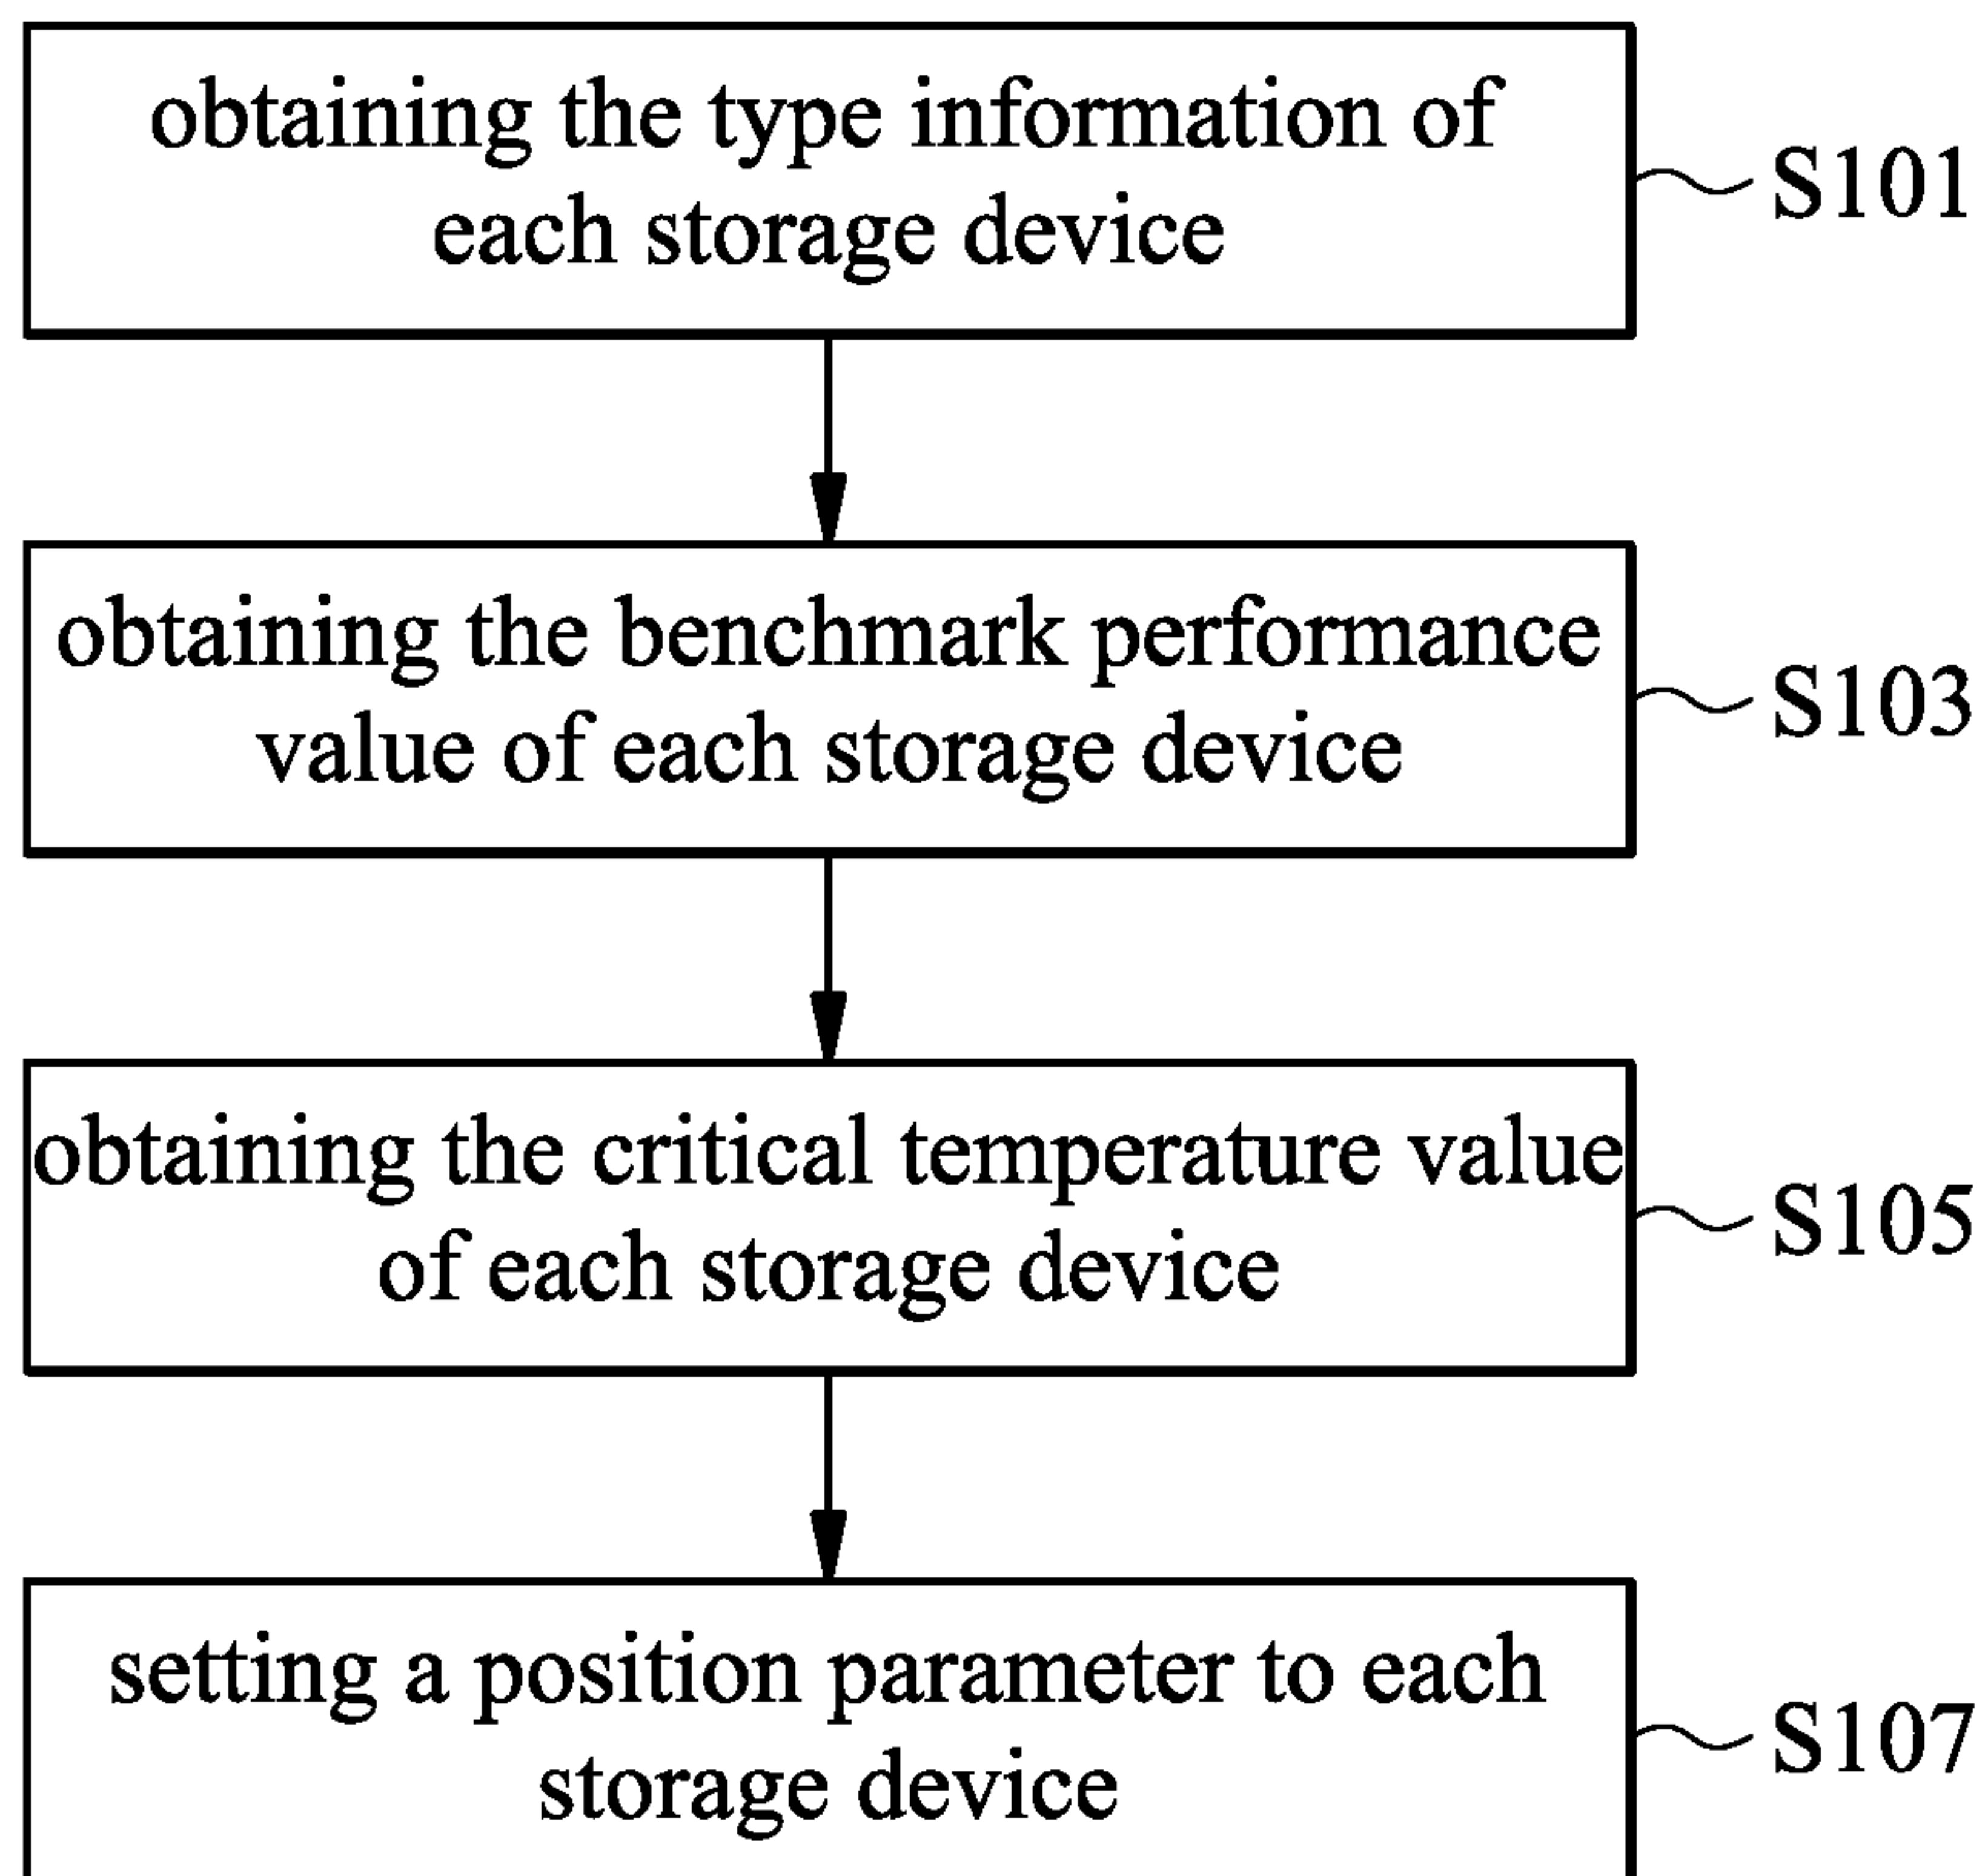 obtaining the type information of
each storage device
S101
obtaining the benchmark performance
value of each storage device
S103
obtaining the critical temperature value
of each storage device
S105
setting a position parameter to each
storage device
S107